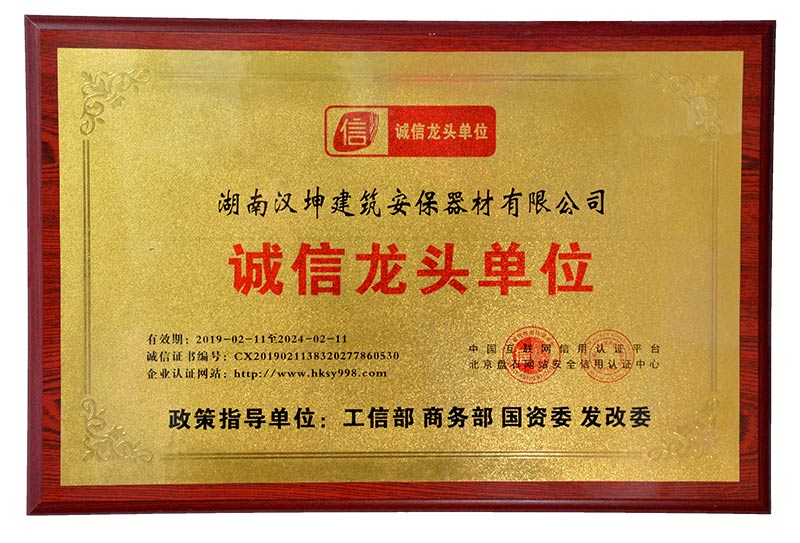 信 诚信龙头单位
湖南汉坤建筑安保器材有限公司
诚信龙头单位
有效期：2019-02-11至2024-02-11
诚信证书编号：CX20190211383202​77860530
企业认证网站：http://www.hksy998.com
中国互联网信用认证平台
北京盘石网站安全信用认证中心
政策指导单位：工信部 商务部 国资委 发改委